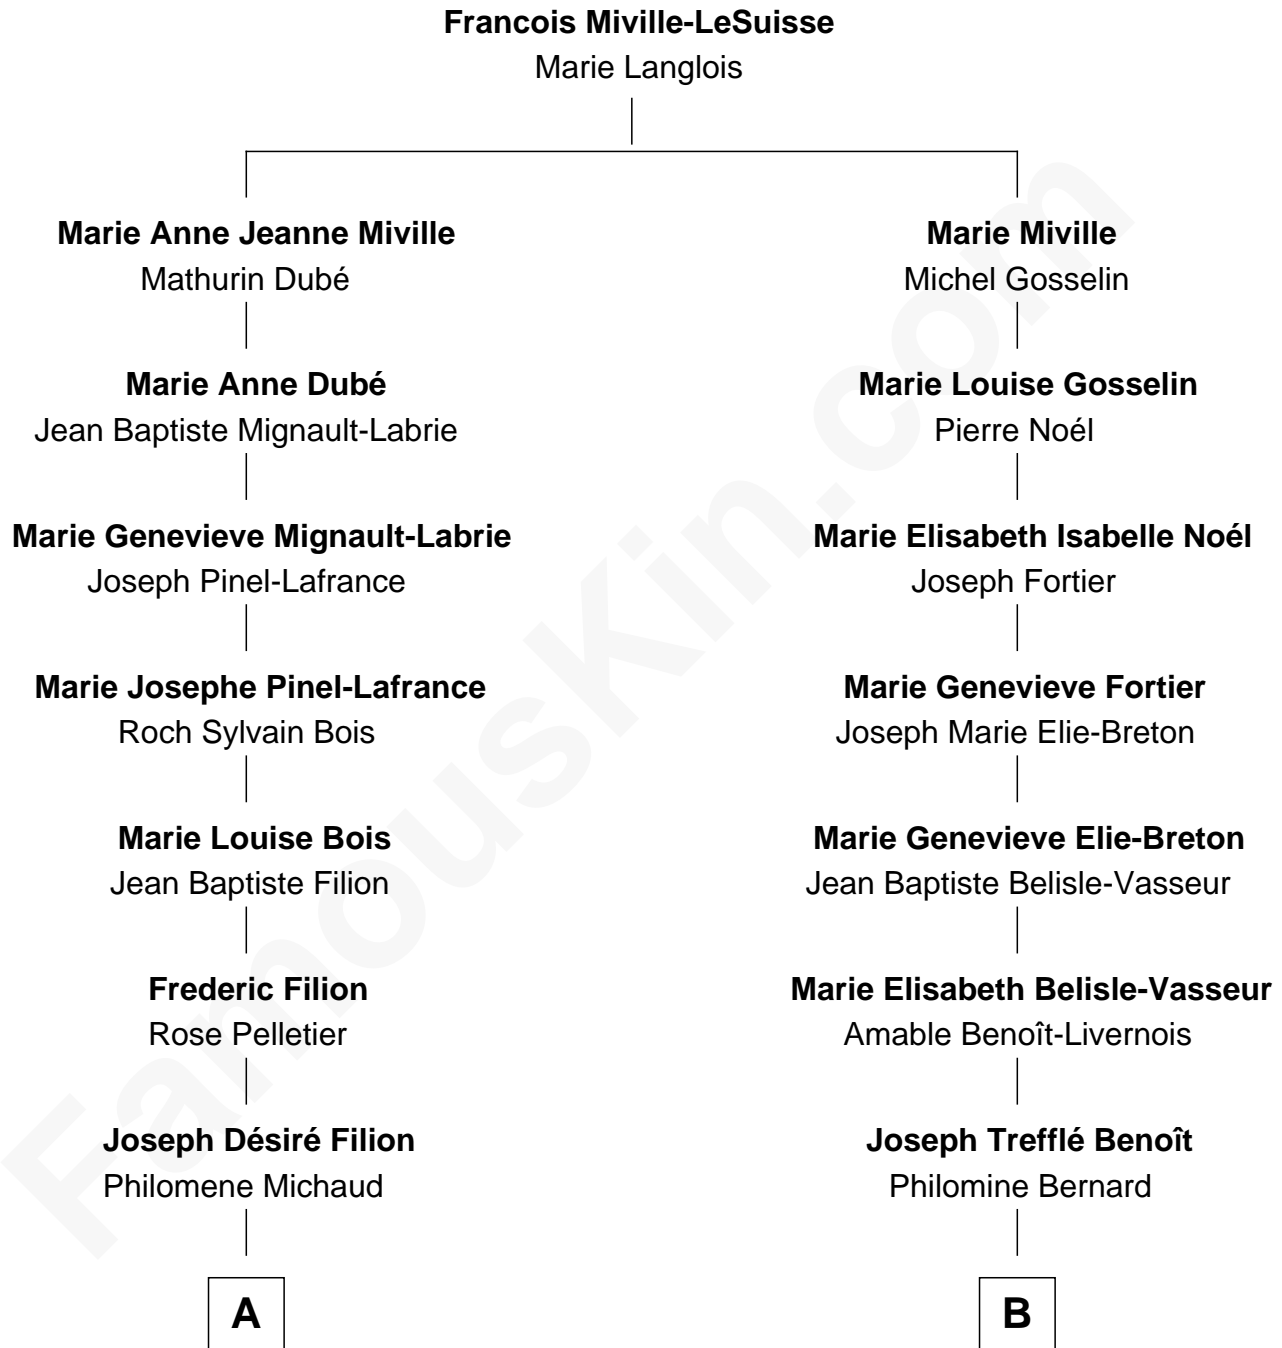 Francois Miville-LeSuisse
Marie Langlois
Marie Anne Jeanne Miville
Mathurin Dubé
Marie Anne Dubé
Jean Baptiste Mignault-Labrie
Marie Genevieve Mignault-Labrie
Joseph Pinel-Lafrance
Marie Josephe Pinel-Lafrance
Roch Sylvain Bois
Marie Louise Bois
Jean Baptiste Filion
Frederic Filion
Rose Pelletier
Joseph Désiré Filion
Philomene Michaud
A
Marie Miville
Michel Gosselin
Marie Louise Gosselin
Pierre Noél
Marie Elisabeth Isabelle Noél
Joseph Fortier
Marie Genevieve Fortier
Joseph Marie Elie-Breton
Marie Genevieve Elie-Breton
Jean Baptiste Belisle-Vasseur
Marie Elisabeth Belisle-Vasseur
Amable Benoît-Livernois
Joseph Trefflé Benoît
Philomine Bernard
B
FamousKin.com